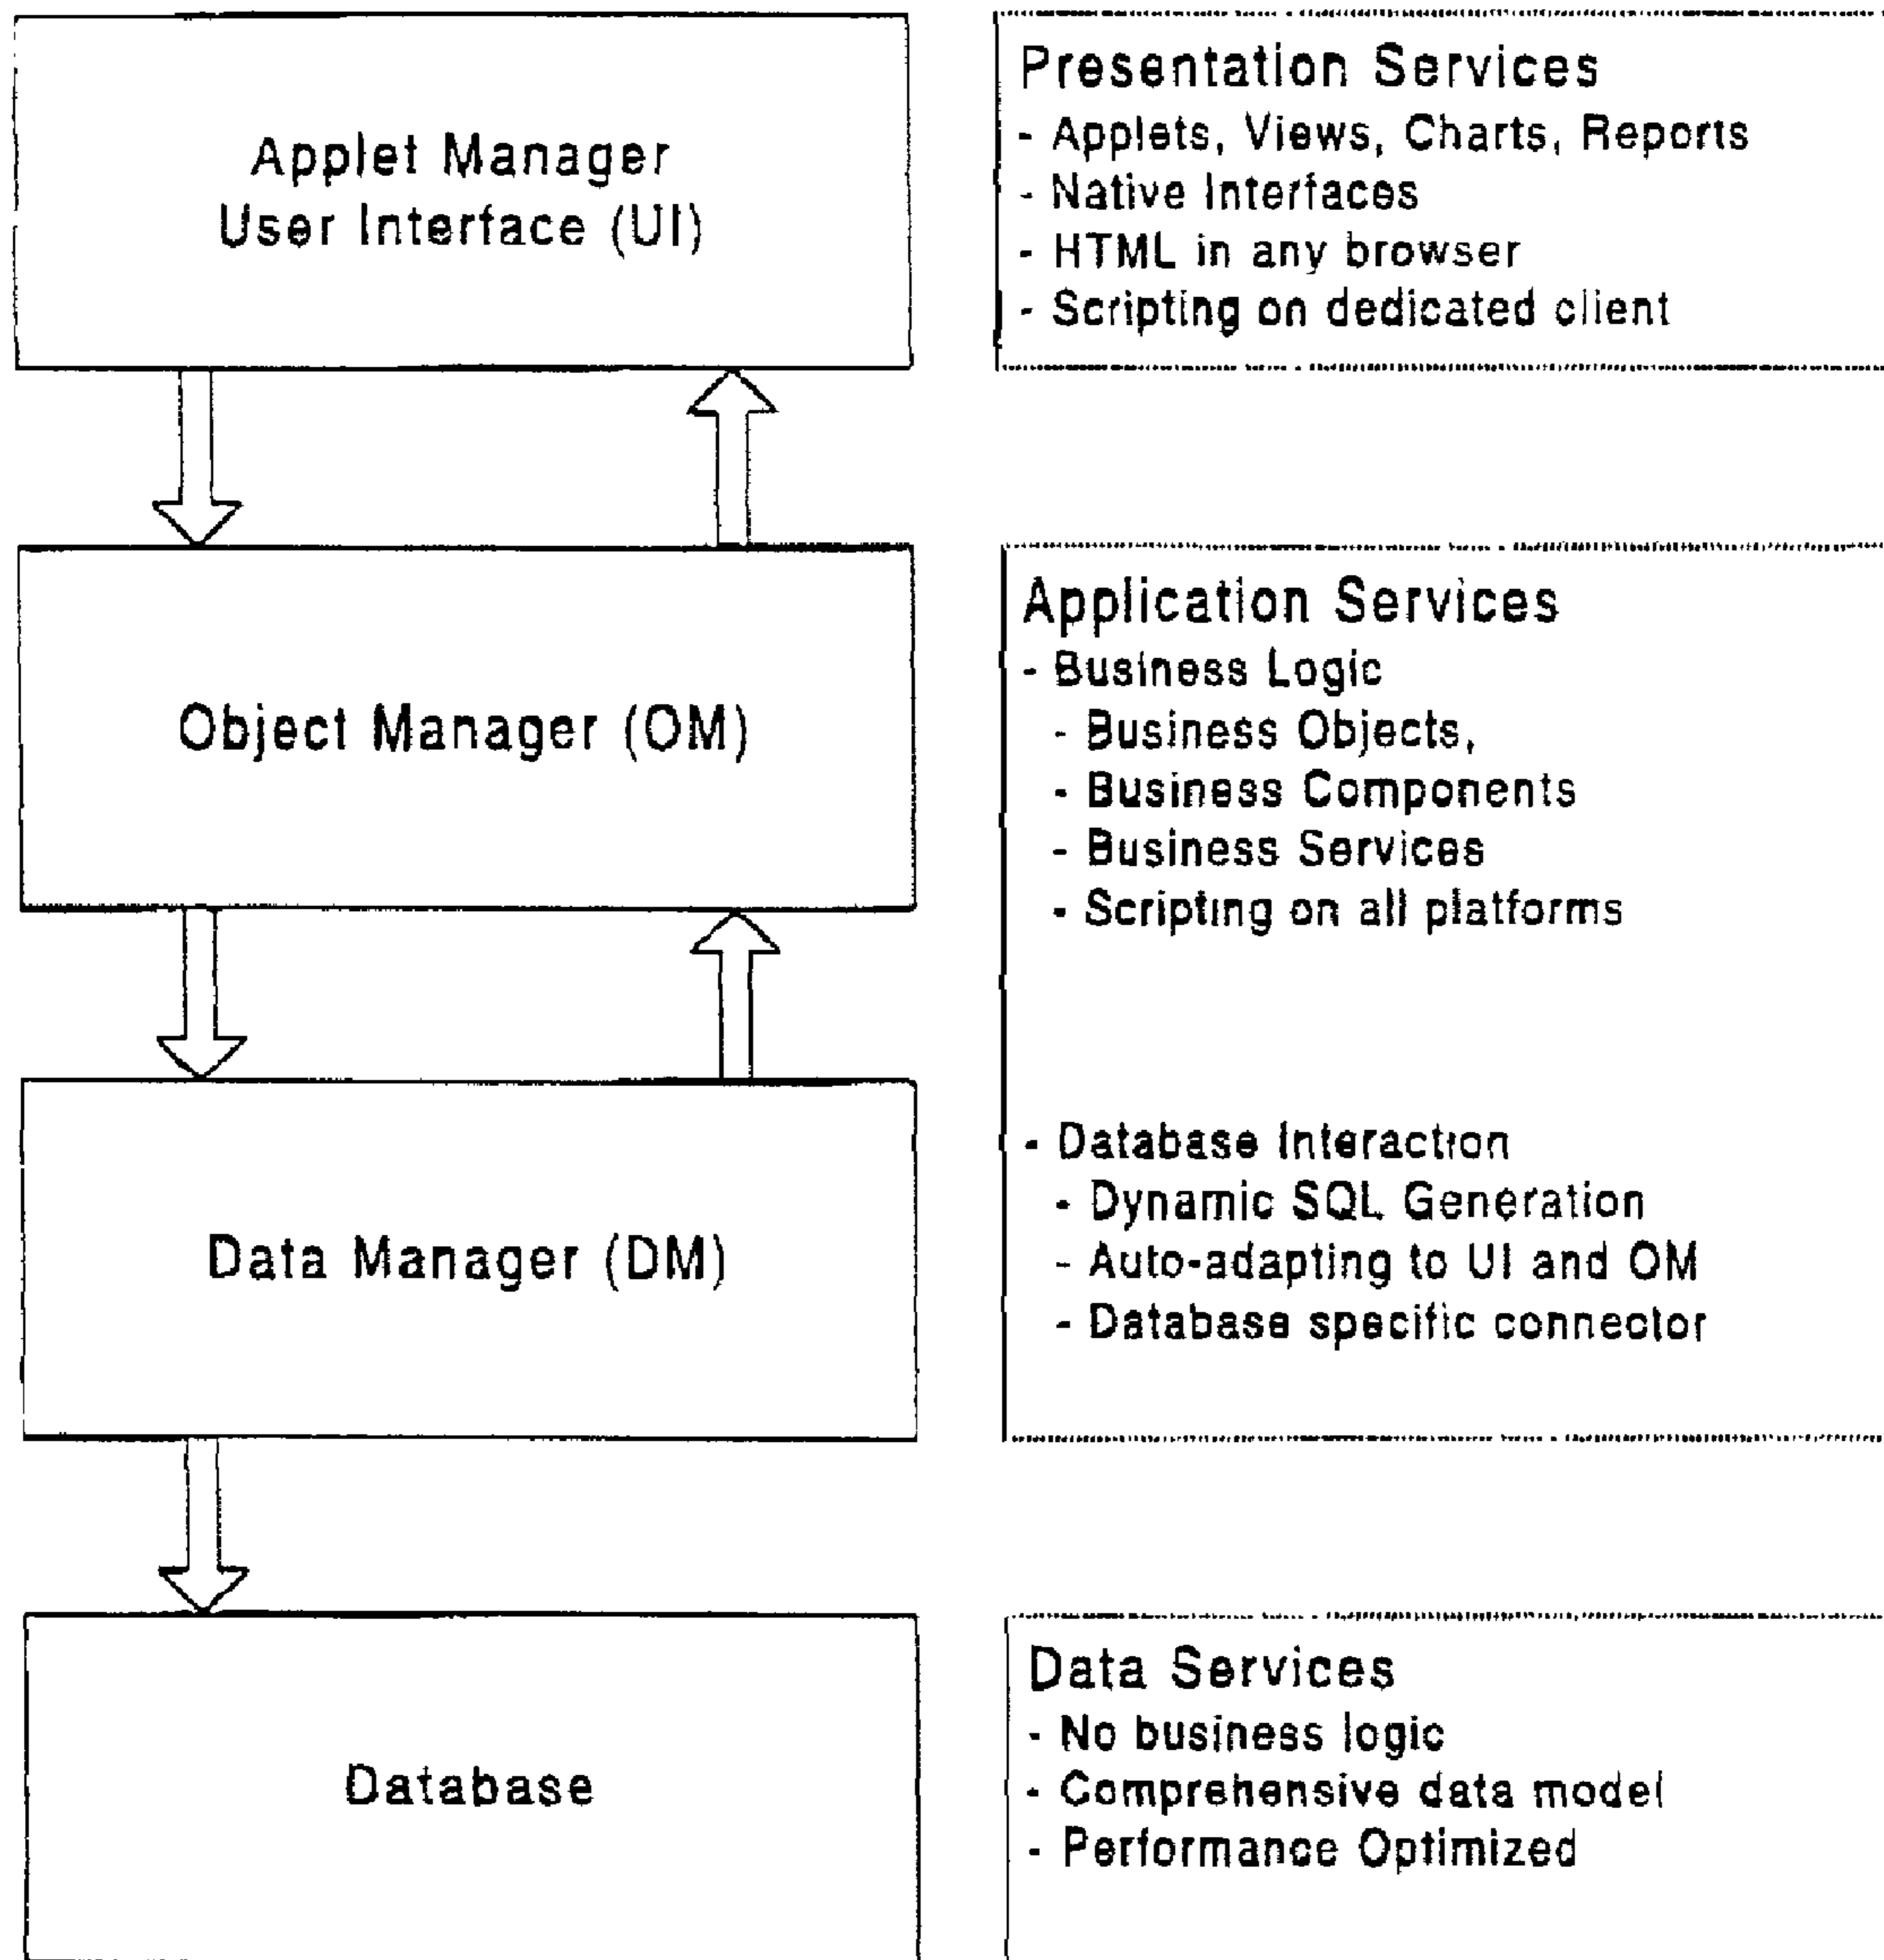 Applet Manager
User Interface (UI)
Presentation Services
- Applets, Views, Charts, Reports
- Native Interfaces
- HTML in any browser
- Scripting on dedicated client
Object Manager (OM)
Application Services
- Business Logic
- Business Objects,
- Business Components
- Business Services
- Scripting on all platforms
Data Manager (DM)
- Database Interaction
- Dynamic SQL Generation
- Auto-adapting to UI and OM
- Database specific connector
Database
Data Services
- No business logic
- Comprehensive data model
- Performance Optimized